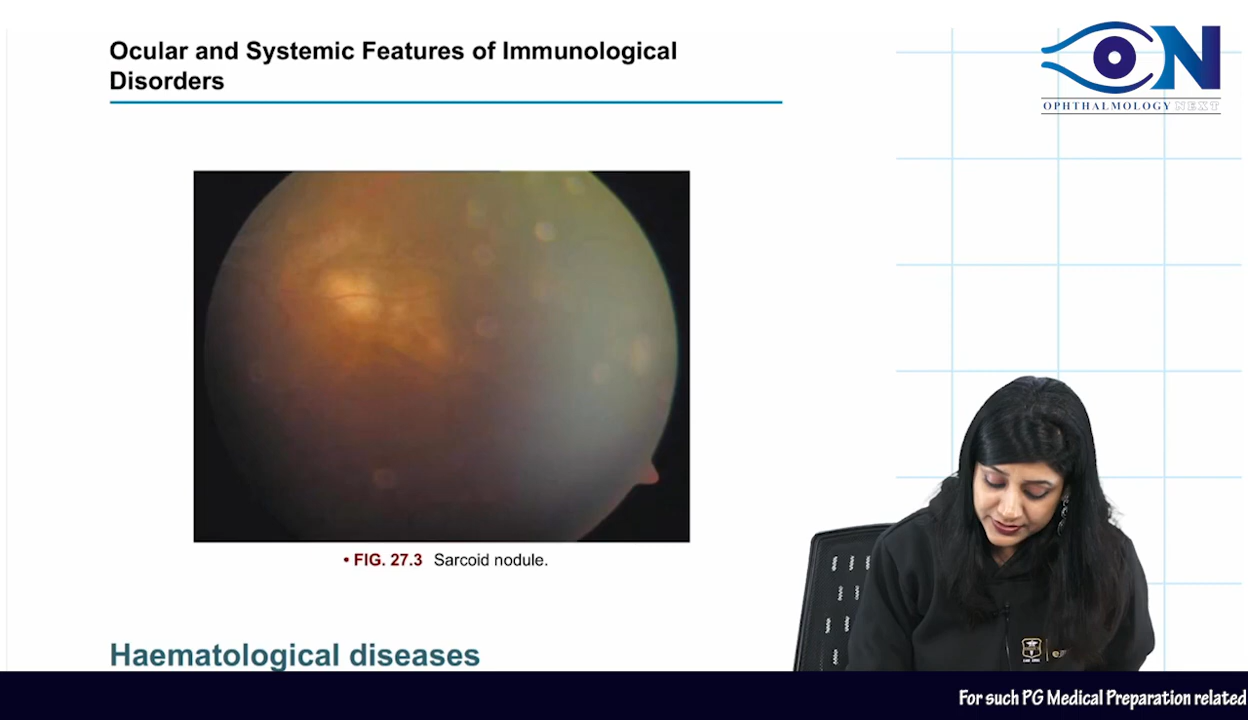 Ocular and Systemic Features of Immunological
Disorders
ON
OPHTHALMOLOGY NEXT
• FIG. 27.3 Sarcoid nodule.
Haematological diseases
For such PG Medical Preparation related